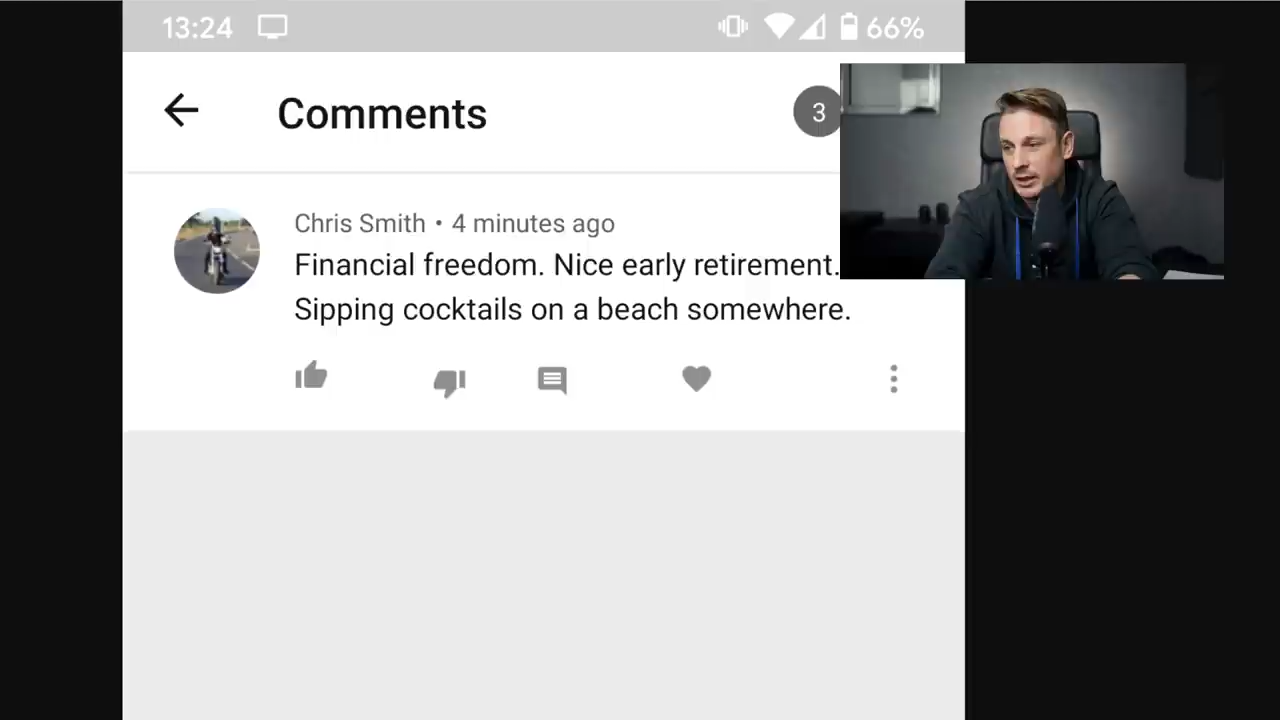 13:24 66%
Comments 3
Chris Smith • 4 minutes ago
Financial freedom. Nice early retirement.
Sipping cocktails on a beach somewhere.